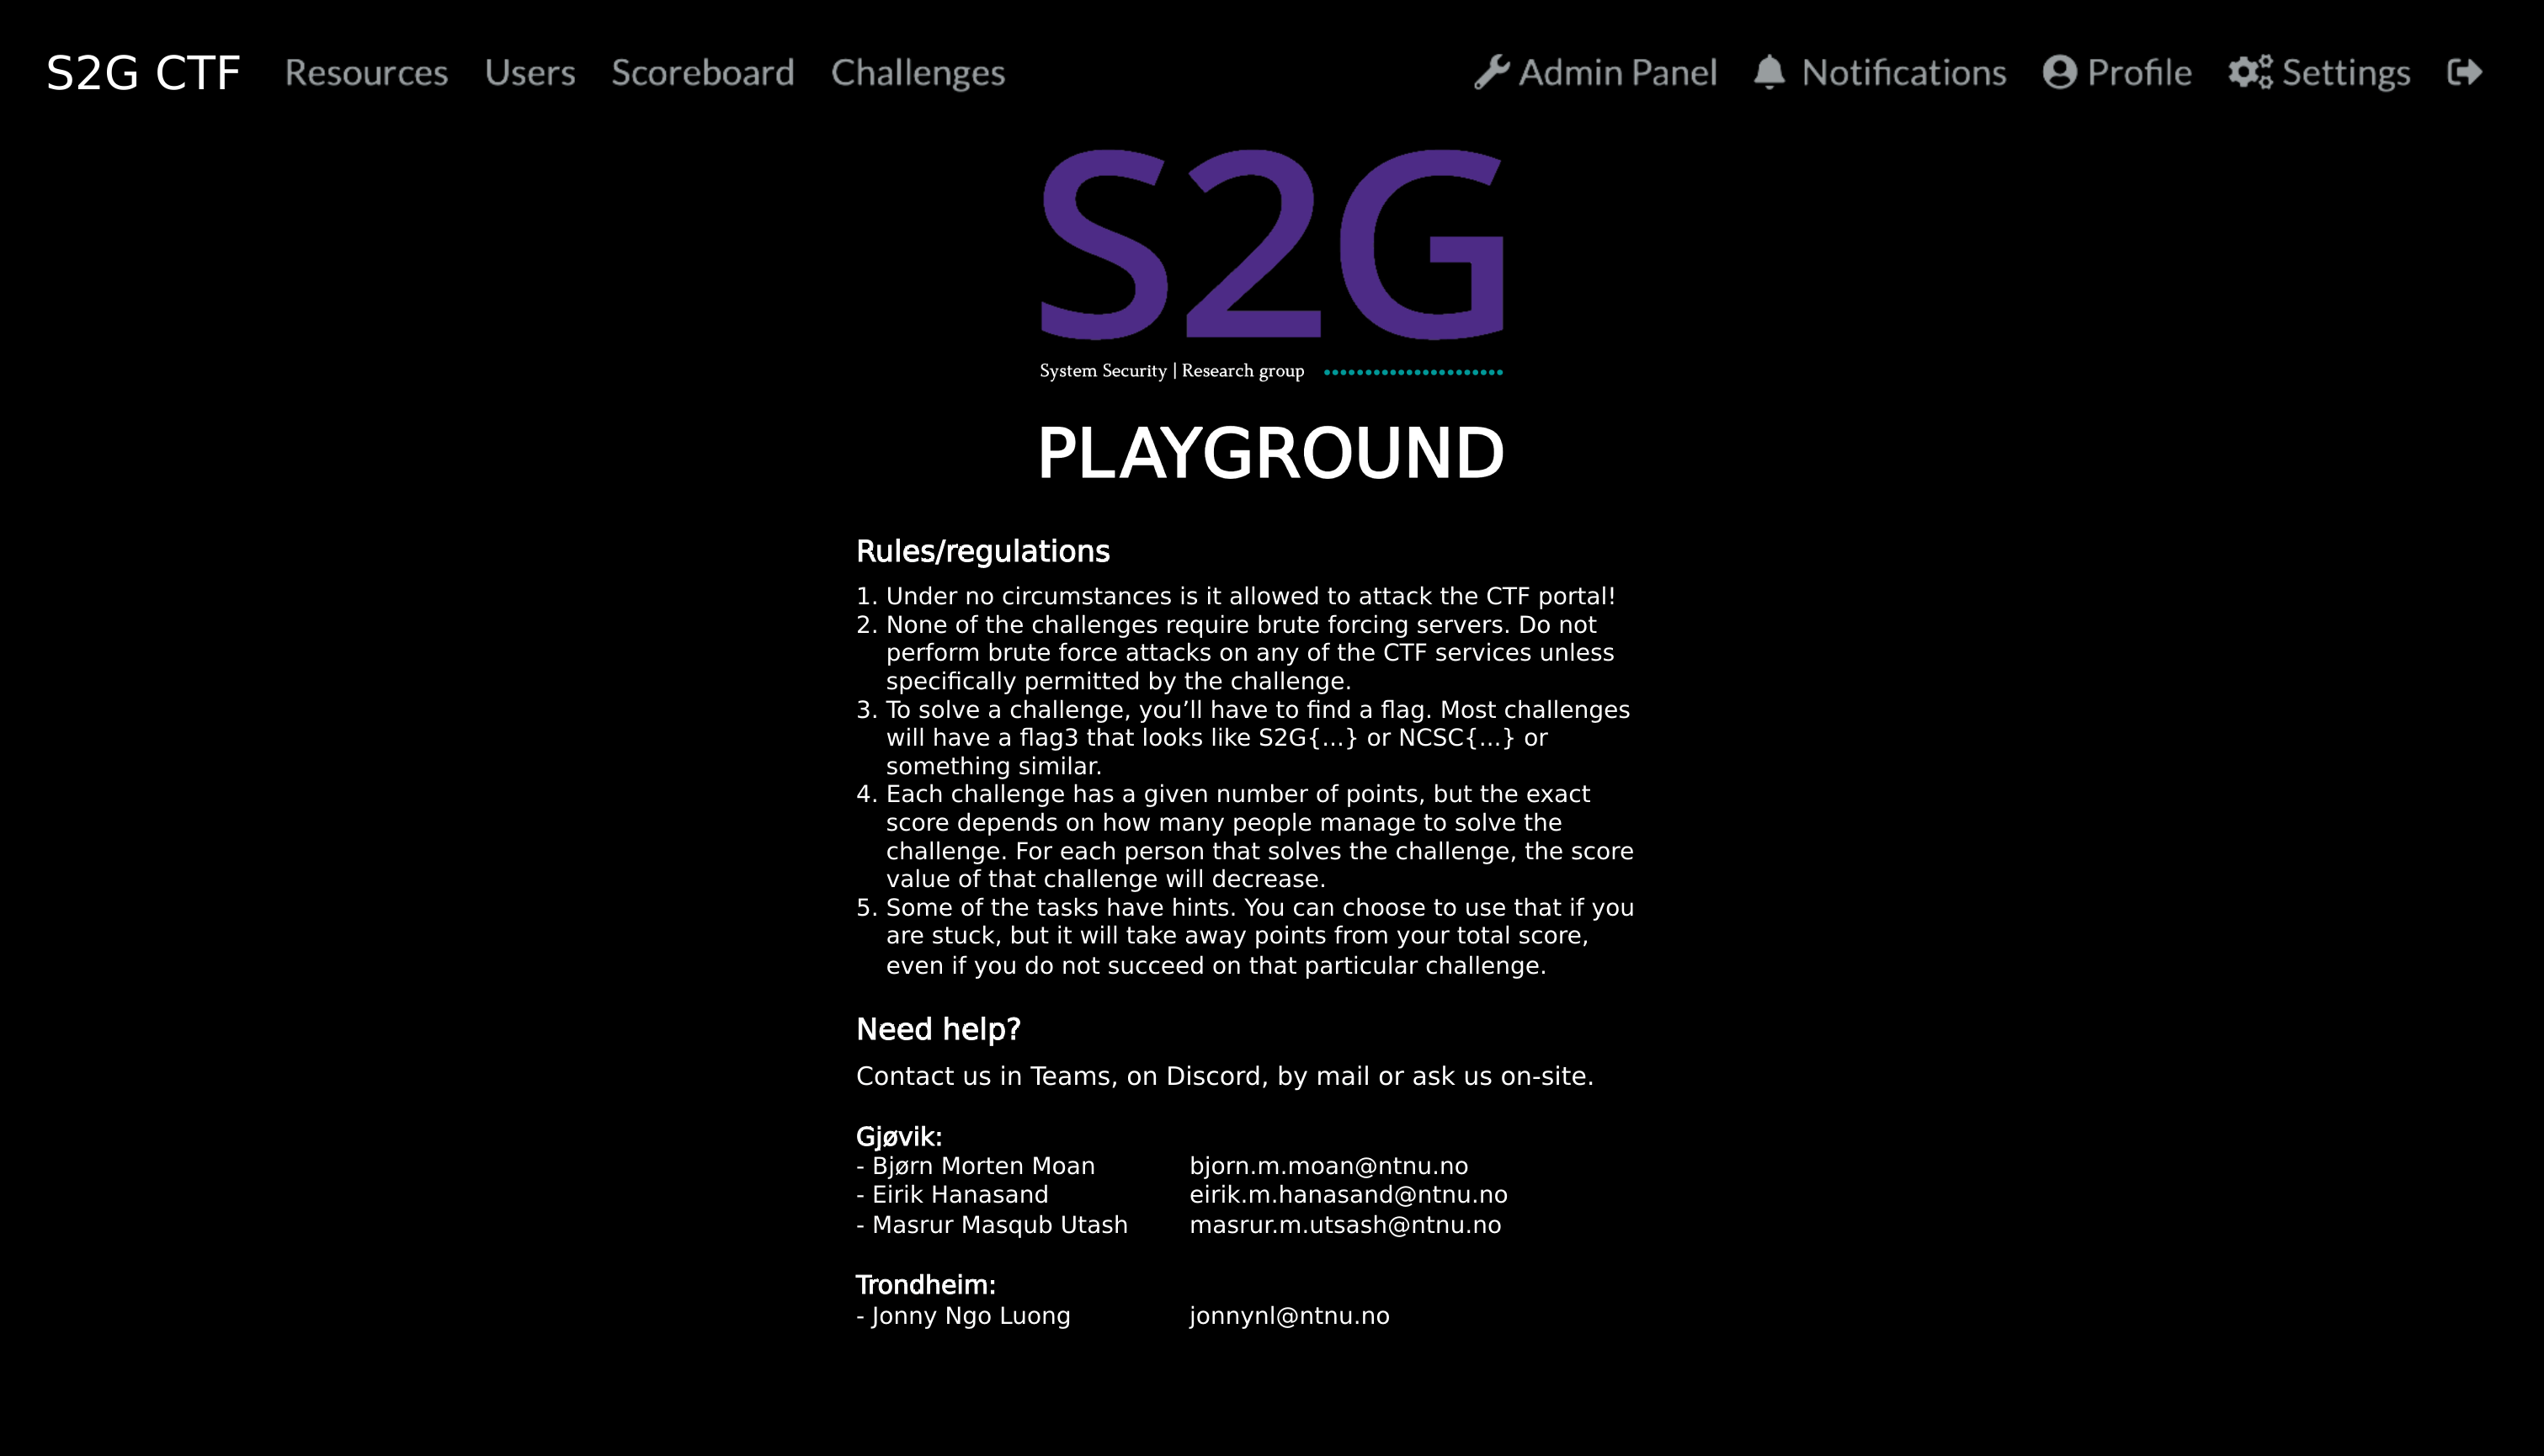 S2G CTF Resources Users Scoreboard Challenges Admin Panel Notifications Profile Settings
S2G
System Security | Research group
PLAYGROUND
Rules/regulations
1. Under no circumstances is it allowed to attack the CTF portal!
2. None of the challenges require brute forcing servers. Do not
perform brute force attacks on any of the CTF services unless
specifically permitted by the challenge.
3. To solve a challenge, you’ll have to find a flag. Most challenges
will have a flag3 that looks like S2G{...} or NCSC{...} or
something similar.
4. Each challenge has a given number of points, but the exact
score depends on how many people manage to solve the
challenge. For each person that solves the challenge, the score
value of that challenge will decrease.
5. Some of the tasks have hints. You can choose to use that if you
are stuck, but it will take away points from your total score,
even if you do not succeed on that particular challenge.
Need help?
Contact us in Teams, on Discord, by mail or ask us on-site.
Gjøvik:
- Bjørn Morten Moan bjorn.m.moan@ntnu.no
- Eirik Hanasand eirik.m.hanasand@ntnu.no
- Masrur Masqub Utash masrur.m.utsash@ntnu.no
Trondheim:
- Jonny Ngo Luong jonnynl@ntnu.no